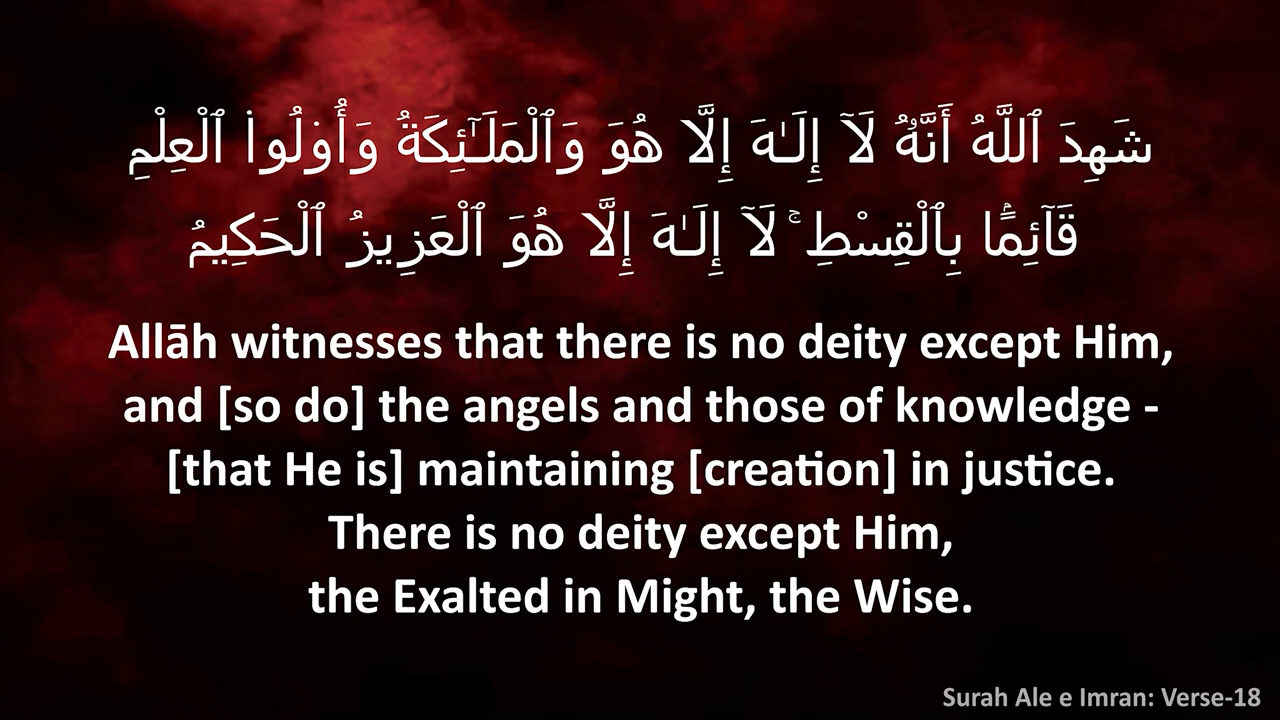 شَهِدَ ٱللَّهُ أَنَّهُۥ لَآ إِلَـٰهَ إِلَّا هُوَ وَٱلْمَلَـٰٓئِكَةُ وَأُو۟لُوا۟ ٱلْعِلْمِ
قَآئِمًۢا بِٱلْقِسْطِ ۚ لَآ إِلَـٰهَ إِلَّا هُوَ ٱلْعَزِيزُ ٱلْحَكِيمُ
Allāh witnesses that there is no deity except Him,
and [so do] the angels and those of knowledge -
[that He is] maintaining [creation] in justice.
There is no deity except Him,
the Exalted in Might, the Wise.
Surah Ale e Imran: Verse-18